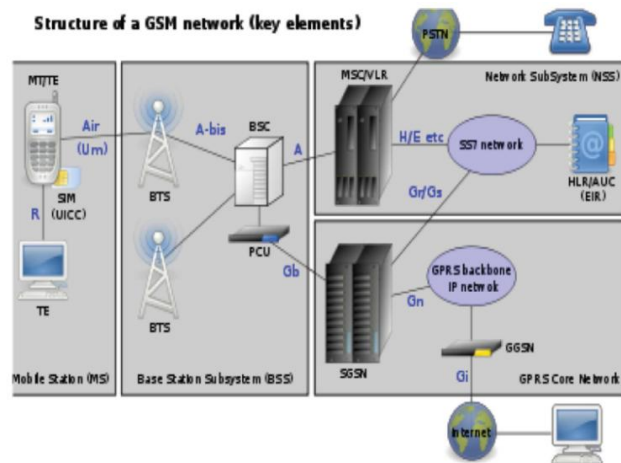 Structure of a GSM network (key elements)
PSTN
MT/TE
Air
(Um)
SIM
(UICC)
R
TE
Mobile Station (MS)
A-bis
BSC
BTS
PCU
BTS
Gb
Base Station Subsystem (BSS)
A
MSC/VLR
Network SubSystem (NSS)
H/E etc
SS7 network
HLR/AUC
(EIR)
Gr/Gs
SGSN
Gn
GPRS backbone
IP netwok
GGSN
Gi
GPRS Core Network
Internet